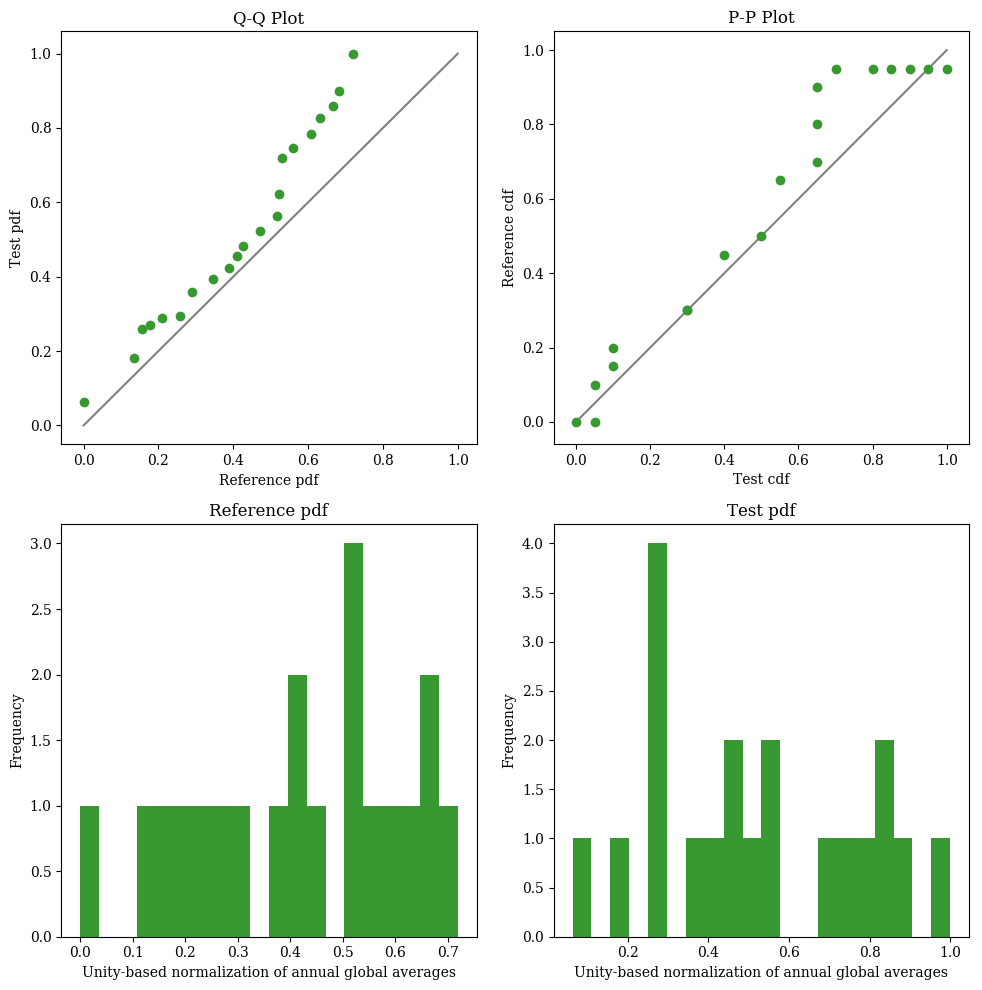 Q-Q Plot
1.0
0.8
0.6
0.4
0.2
0.0
Test pdf
0.0 0.2 0.4 0.6 0.8 1.0
Reference pdf
P-P Plot
1.0
0.8
0.6
0.4
0.2
0.0
Reference cdf
0.0 0.2 0.4 0.6 0.8 1.0
Test cdf
Reference pdf
3.0
2.5
2.0
1.5
1.0
0.5
0.0
Frequency
0.0 0.1 0.2 0.3 0.4 0.5 0.6 0.7
Unity-based normalization of annual global averages
Test pdf
4.0
3.5
3.0
2.5
2.0
1.5
1.0
0.5
0.0
Frequency
0.2 0.4 0.6 0.8 1.0
Unity-based normalization of annual global averages